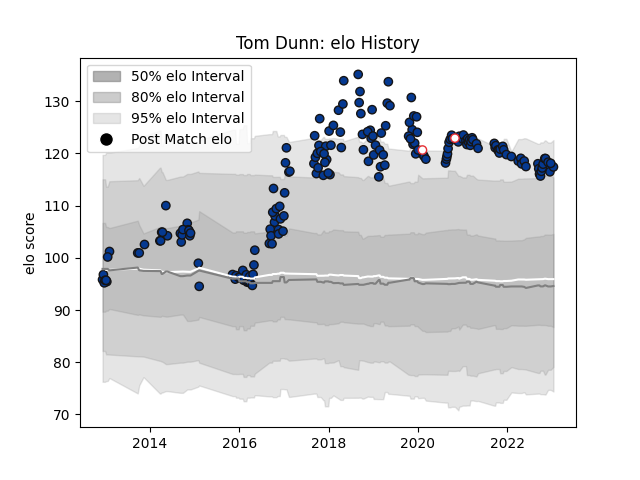 Tom Dunn: elo History
50% elo Interval
80% elo Interval
95% elo Interval
Post Match elo
elo score
130
120
110
100
90
80
70
2014
2016
2018
2020
2022